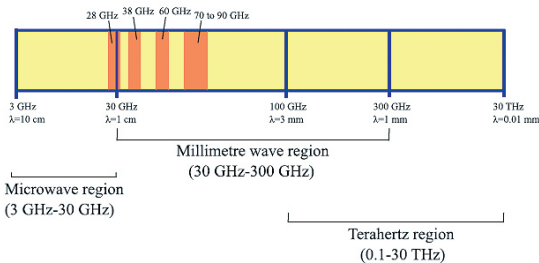 28 GHz
38 GHz
60 GHz
70 to 90 GHz
3 GHz
λ=10 cm
30 GHz
λ=1 cm
100 GHz
λ=3 mm
300 GHz
λ=1 mm
30 THz
λ=0.01 mm
Millimetre wave region
(30 GHz-300 GHz)
Microwave region
(3 GHz-30 GHz)
Terahertz region
(0.1-30 THz)